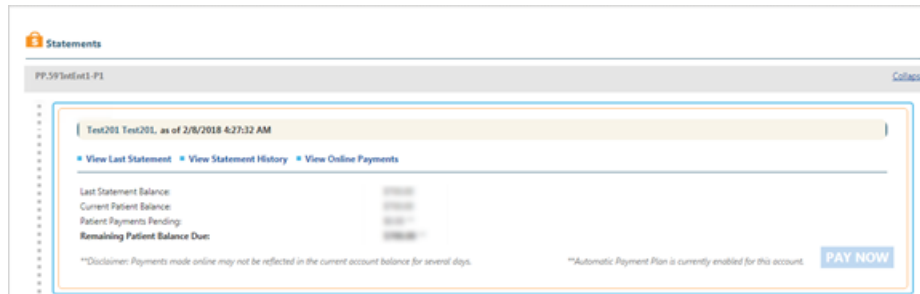 Statements
PP.59'IntEnt1-P1 Collaps
Test201 Test201, as of 2/8/2018 4:27:32 AM
View Last Statement View Statement History View Online Payments
Last Statement Balance:
Current Patient Balance:
Patient Payments Pending:
Remaining Patient Balance Due:
**Disclaimer: Payments made online may not be reflected in the current account balance for several days. **Automatic Payment Plan is currently enabled for this account. PAY NOW